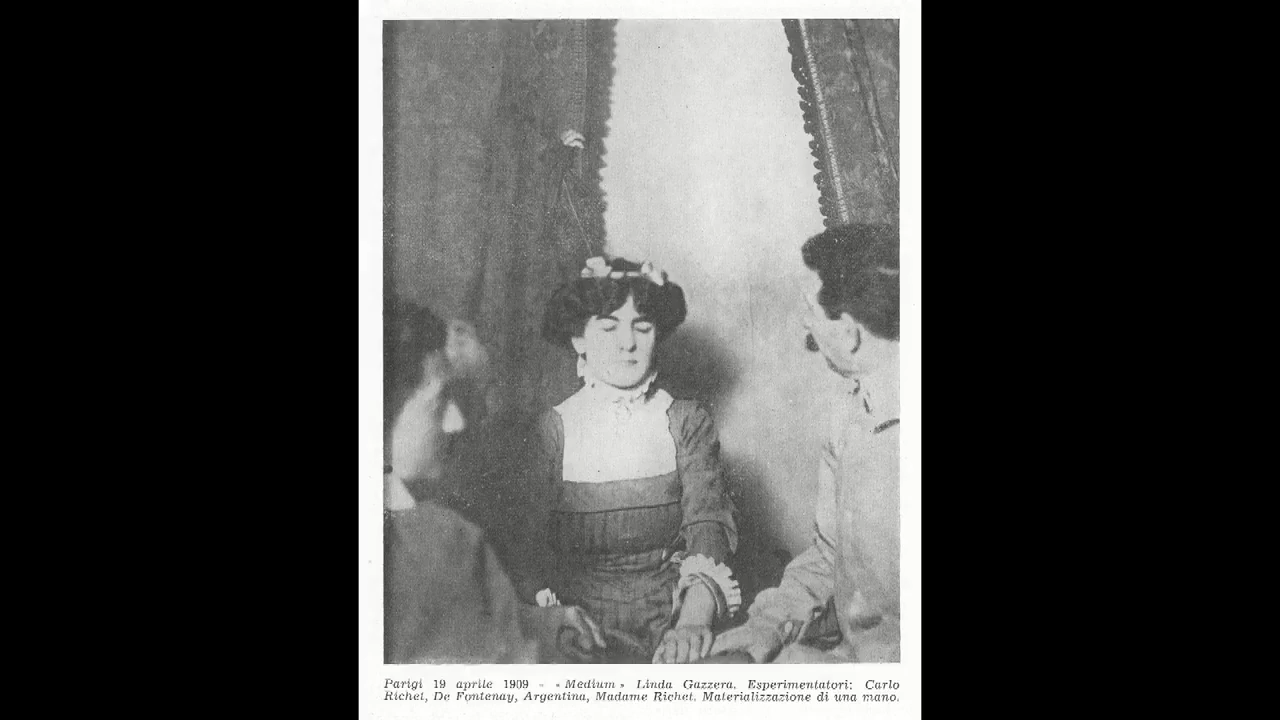 Parigi 19 aprile 1909 - «Medium» Linda Gazzera. Esperimentatori: Carlo
Richet, De Fontenay, Argentina, Madame Richet. Materializzazione di una mano.